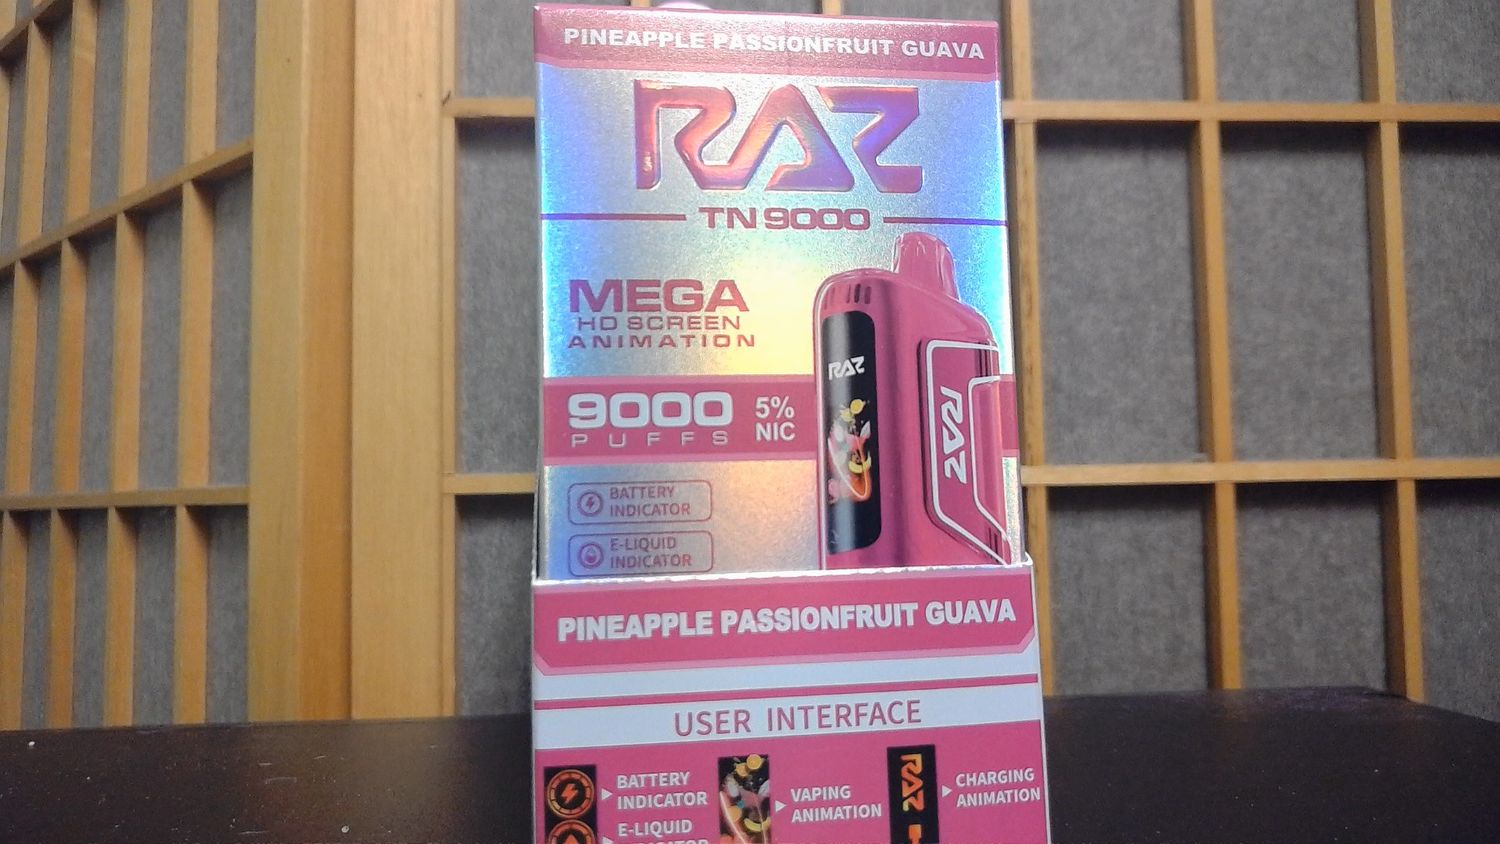 PINEAPPLE PASSIONFRUIT GUAVA
RAZ
TN 9000
MEGA
HD SCREEN
ANIMATION
RAZ
RAZ
9000
PUFFS
5%
NIC
BATTERY
INDICATOR
E-LIQUID
INDICATOR
PINEAPPLE PASSIONFRUIT GUAVA
USER INTERFACE
BATTERY
INDICATOR
E-LIQUID
VAPING
ANIMATION
RAZ
CHARGING
ANIMATION